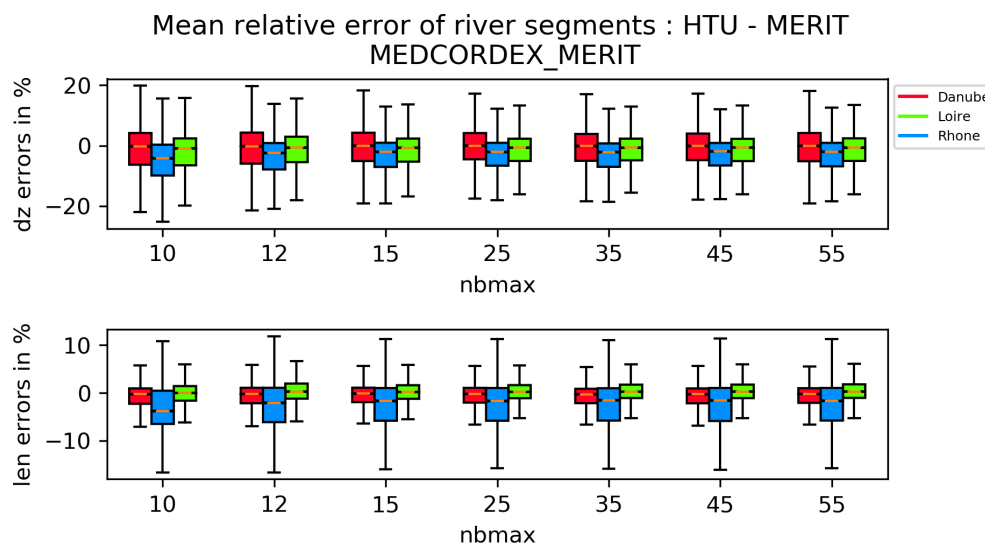 Mean relative error of river segments : HTU - MERIT
MEDCORDEX_MERIT
dz errors in %
20
0
−20
10 12 15 25 35 45 55
nbmax
Danube
Loire
Rhone
len errors in %
10
0
−10
10 12 15 25 35 45 55
nbmax